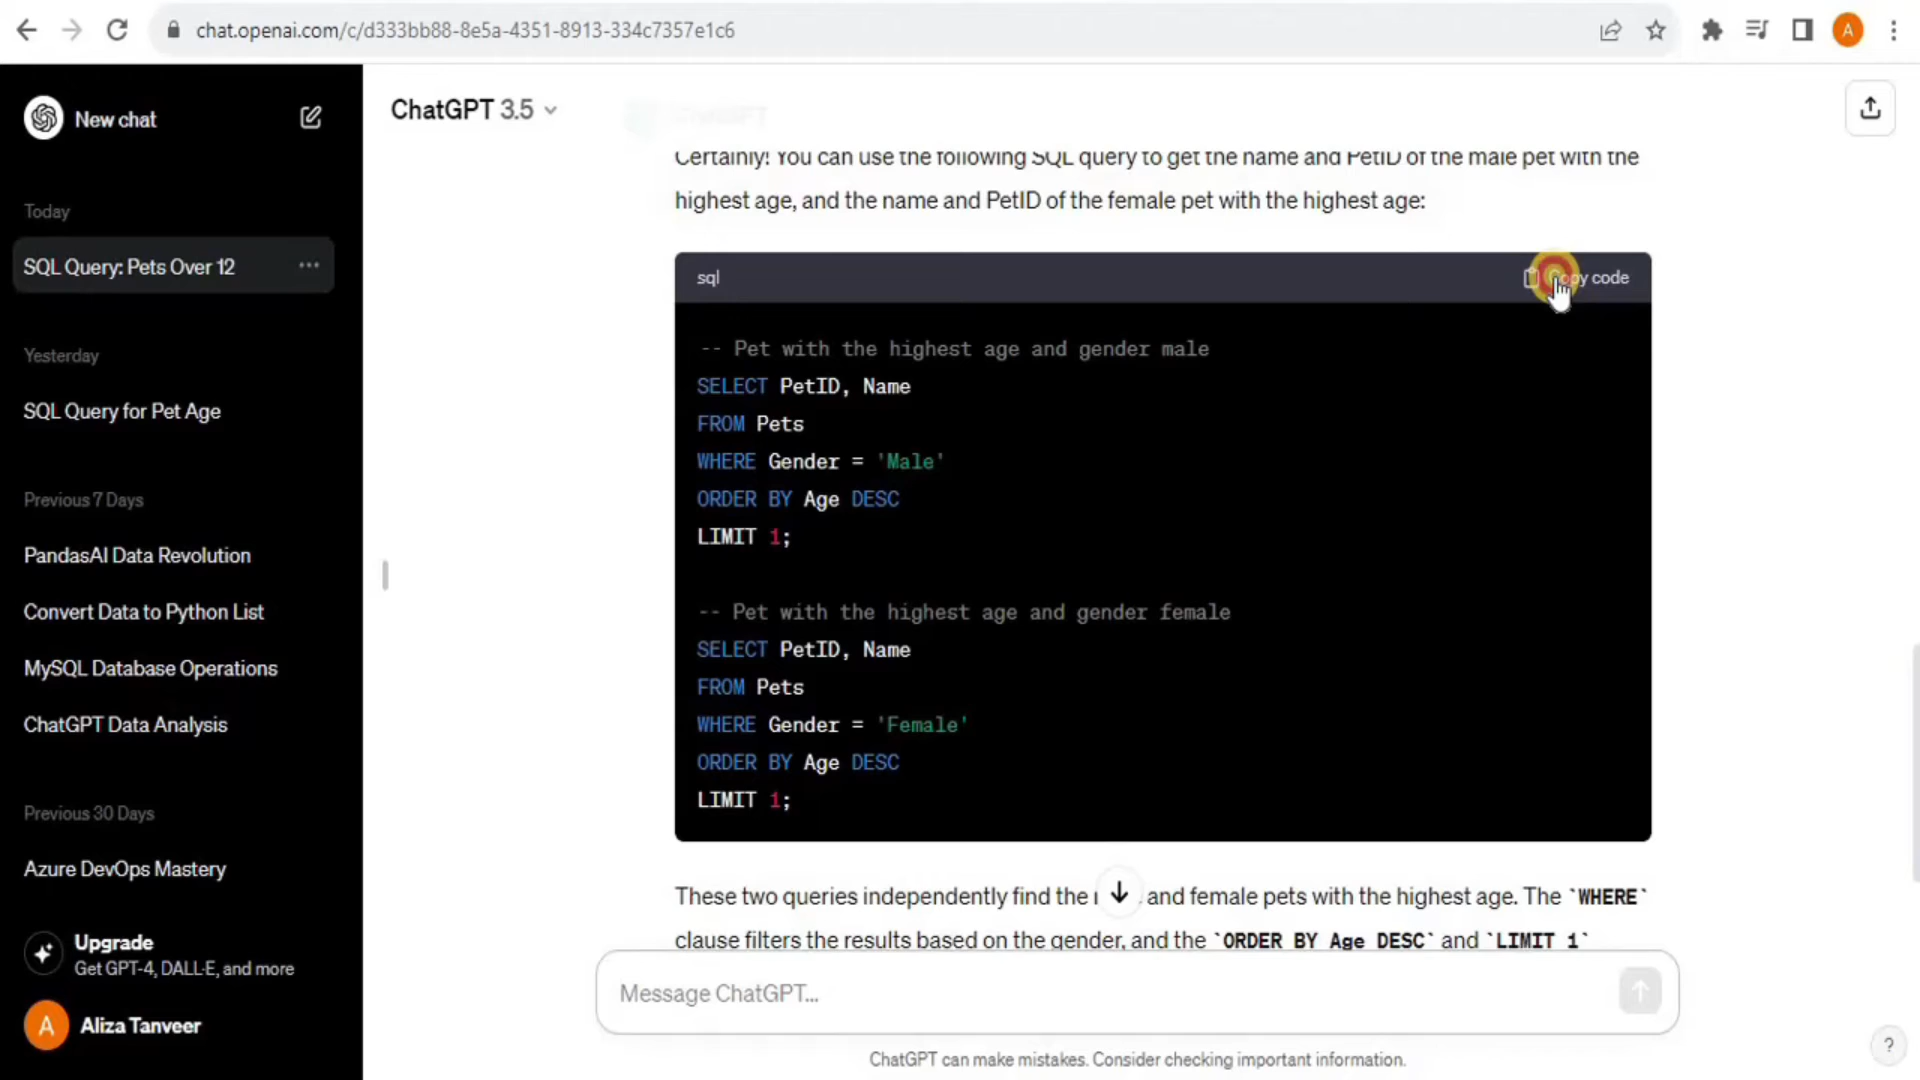 chat.openai.com/c/d333bb88-8e5a-4351-8913-334c7357e1c6
A
New chat
Today
SQL Query: Pets Over 12
Yesterday
SQL Query for Pet Age
Previous 7 Days
PandasAI Data Revolution
Convert Data to Python List
MySQL Database Operations
ChatGPT Data Analysis
Previous 30 Days
Azure DevOps Mastery
Upgrade
Get GPT-4, DALL·E, and more
A
Aliza Tanveer
ChatGPT 3.5
ChatGPT
Certainly! You can use the following SQL query to get the name and PetID of the male pet with the
highest age, and the name and PetID of the female pet with the highest age:
sql
Copy code
-- Pet with the highest age and gender male
SELECT PetID, Name
FROM Pets
WHERE Gender = 'Male'
ORDER BY Age DESC
LIMIT 1;
-- Pet with the highest age and gender female
SELECT PetID, Name
FROM Pets
WHERE Gender = 'Female'
ORDER BY Age DESC
LIMIT 1;
These two queries independently find the and female pets with the highest age. The `WHERE`
clause filters the results based on the gender, and the `ORDER BY Age DESC` and `LIMIT 1`
Message ChatGPT...
ChatGPT can make mistakes. Consider checking important information.
?